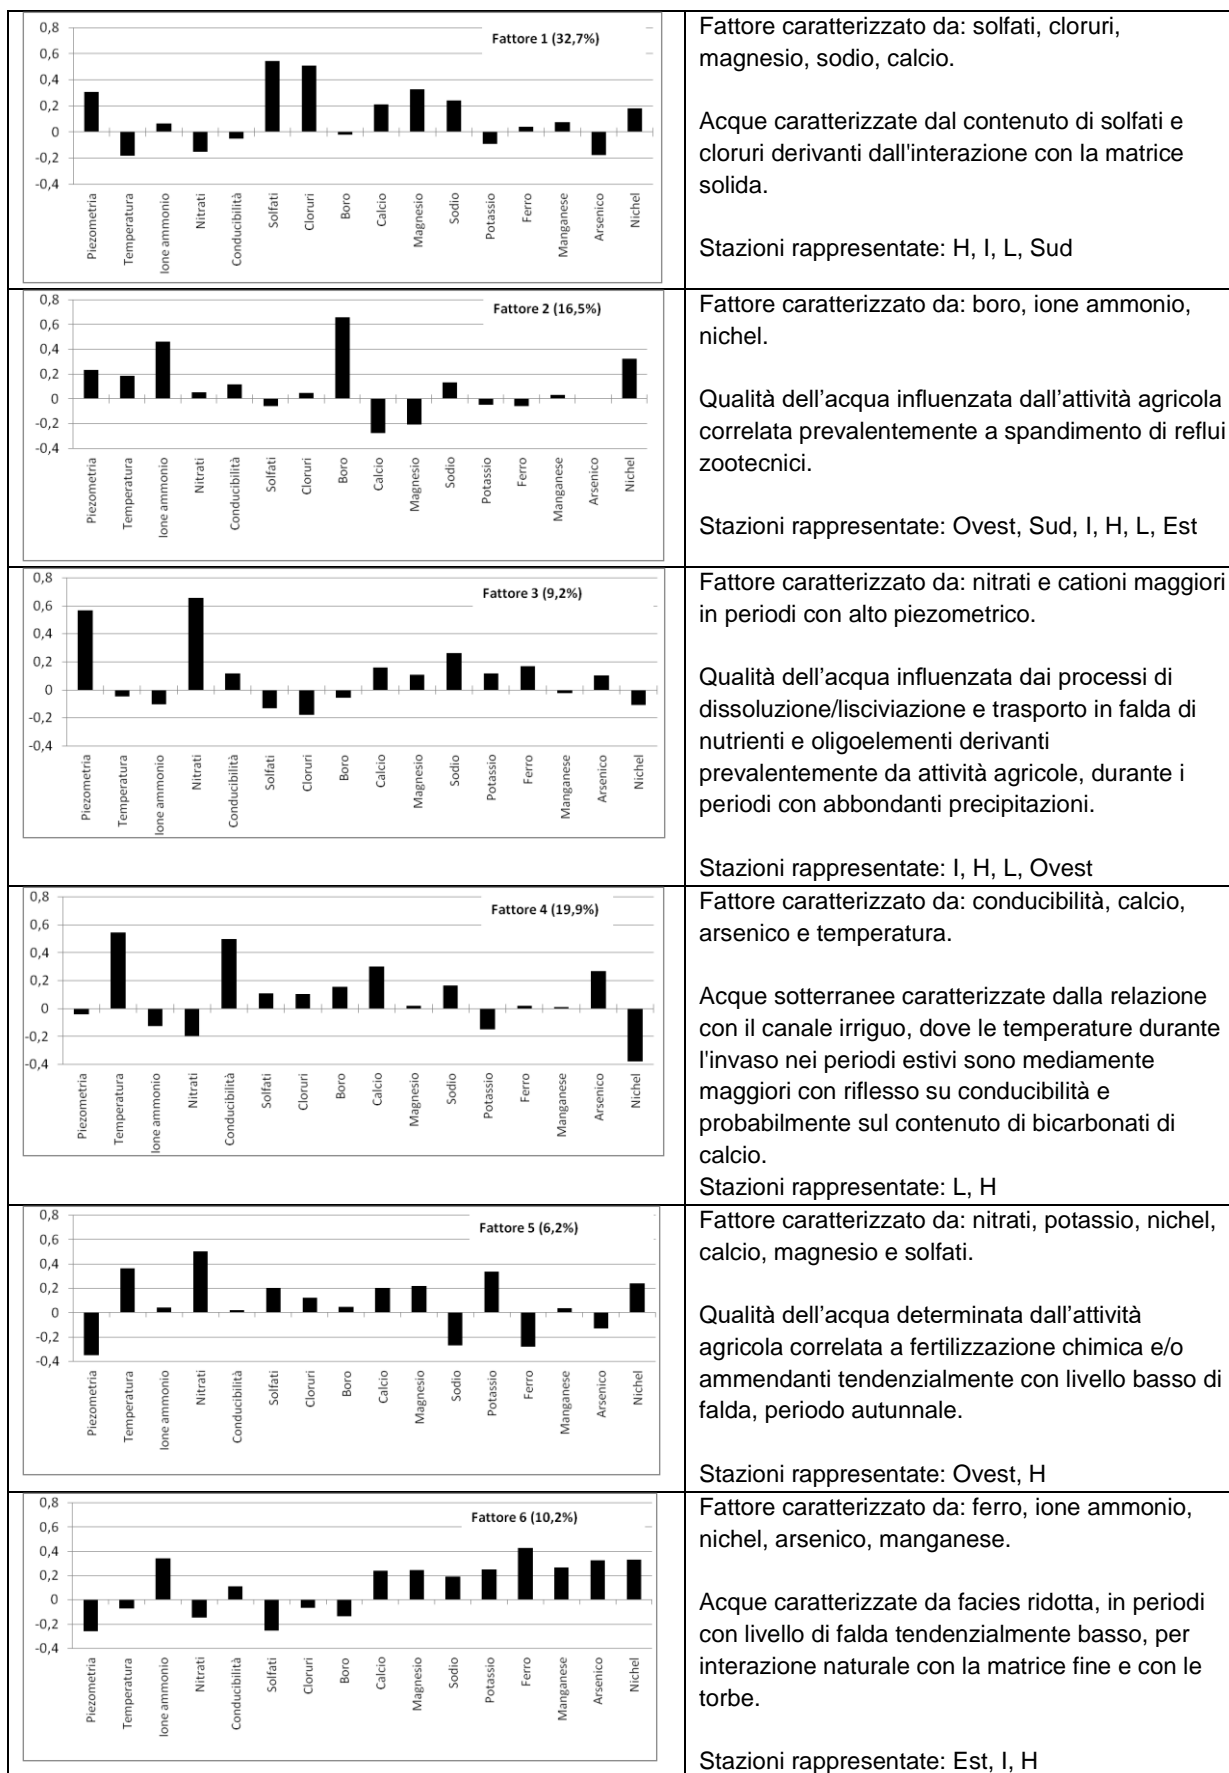 0,8
0,6
0,4
0,2
0
-0,2
-0,4
Fattore 1 (32,7%)
Piezometria
Temperatura
Ione ammonio
Nitrati
Conducibilità
Solfati
Cloruri
Boro
Calcio
Magnesio
Sodio
Potassio
Ferro
Manganese
Arsenico
Nichel
Fattore caratterizzato da: solfati, cloruri,
magnesio, sodio, calcio.
Acque caratterizzate dal contenuto di solfati e
cloruri derivanti dall'interazione con la matrice
solida.
Stazioni rappresentate: H, I, L, Sud
0,8
0,6
0,4
0,2
0
-0,2
-0,4
Fattore 2 (16,5%)
Piezometria
Temperatura
Ione ammonio
Nitrati
Conducibilità
Solfati
Cloruri
Boro
Calcio
Magnesio
Sodio
Potassio
Ferro
Manganese
Arsenico
Nichel
Fattore caratterizzato da: boro, ione ammonio,
nichel.
Qualità dell’acqua influenzata dall’attività agricola
correlata prevalentemente a spandimento di reflui
zootecnici.
Stazioni rappresentate: Ovest, Sud, I, H, L, Est
0,8
0,6
0,4
0,2
0
-0,2
-0,4
Fattore 3 (9,2%)
Piezometria
Temperatura
Ione ammonio
Nitrati
Conducibilità
Solfati
Cloruri
Boro
Calcio
Magnesio
Sodio
Potassio
Ferro
Manganese
Arsenico
Nichel
Fattore caratterizzato da: nitrati e cationi maggiori
in periodi con alto piezometrico.
Qualità dell’acqua influenzata dai processi di
dissoluzione/lisciviazione e trasporto in falda di
nutrienti e oligoelementi derivanti
prevalentemente da attività agricole, durante i
periodi con abbondanti precipitazioni.
Stazioni rappresentate: I, H, L, Ovest
0,8
0,6
0,4
0,2
0
-0,2
-0,4
Fattore 4 (19,9%)
Piezometria
Temperatura
Ione ammonio
Nitrati
Conducibilità
Solfati
Cloruri
Boro
Calcio
Magnesio
Sodio
Potassio
Ferro
Manganese
Arsenico
Nichel
Fattore caratterizzato da: conducibilità, calcio,
arsenico e temperatura.
Acque sotterranee caratterizzate dalla relazione
con il canale irriguo, dove le temperature durante
l'invaso nei periodi estivi sono mediamente
maggiori con riflesso su conducibilità e
probabilmente sul contenuto di bicarbonati di
calcio.
Stazioni rappresentate: L, H
0,8
0,6
0,4
0,2
0
-0,2
-0,4
Fattore 5 (6,2%)
Piezometria
Temperatura
Ione ammonio
Nitrati
Conducibilità
Solfati
Cloruri
Boro
Calcio
Magnesio
Sodio
Potassio
Ferro
Manganese
Arsenico
Nichel
Fattore caratterizzato da: nitrati, potassio, nichel,
calcio, magnesio e solfati.
Qualità dell’acqua determinata dall’attività
agricola correlata a fertilizzazione chimica e/o
ammendanti tendenzialmente con livello basso di
falda, periodo autunnale.
Stazioni rappresentate: Ovest, H
0,8
0,6
0,4
0,2
0
-0,2
-0,4
Fattore 6 (10,2%)
Piezometria
Temperatura
Ione ammonio
Nitrati
Conducibilità
Solfati
Cloruri
Boro
Calcio
Magnesio
Sodio
Potassio
Ferro
Manganese
Arsenico
Nichel
Fattore caratterizzato da: ferro, ione ammonio,
nichel, arsenico, manganese.
Acque caratterizzate da facies ridotta, in periodi
con livello di falda tendenzialmente basso, per
interazione naturale con la matrice fine e con le
torbe.
Stazioni rappresentate: Est, I, H